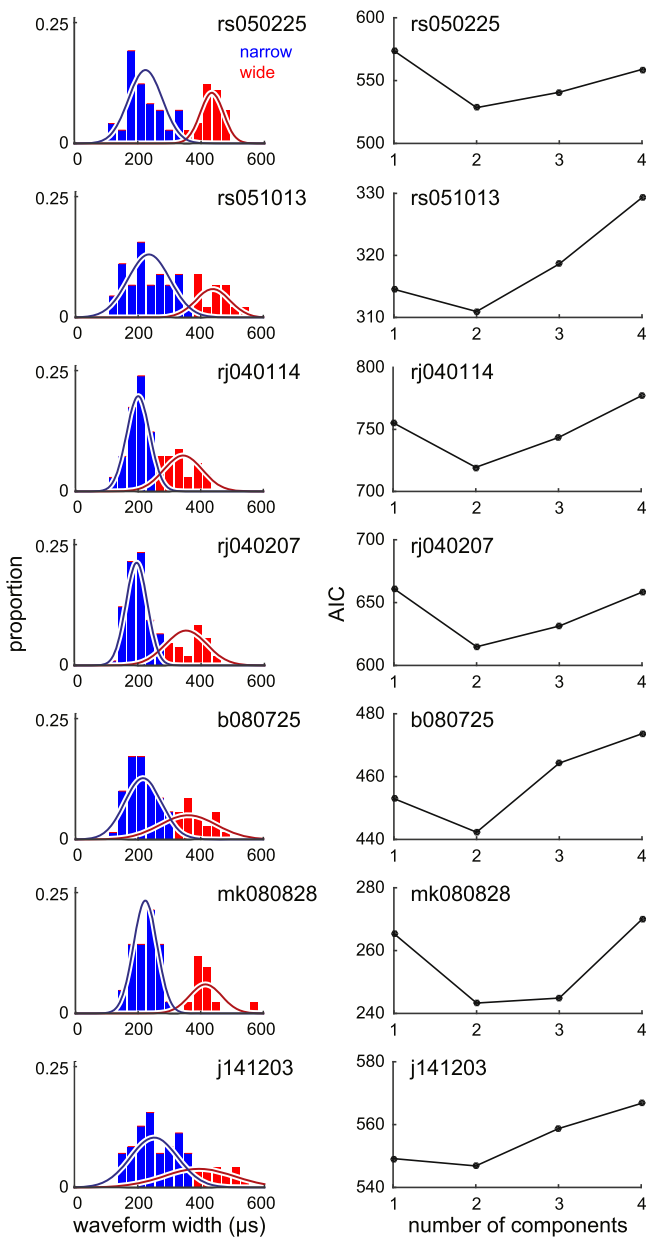 rs050225
0.25
narrow
wide
0
0 200 400 600
rs050225
600
550
500
1 2 3 4
rs051013
0.25
0
0 200 400 600
rs051013
330
320
310
1 2 3 4
rj040114
0.25
0
0 200 400 600
rj040114
800
750
700
1 2 3 4
rj040207
0.25
0
0 200 400 600
proportion
rj040207
700
650
600
1 2 3 4
AIC
b080725
0.25
0
0 200 400 600
b080725
480
460
440
1 2 3 4
mk080828
0.25
0
0 200 400 600
mk080828
280
260
240
1 2 3 4
j141203
0.25
0
0 200 400 600
waveform width (µs)
j141203
580
560
540
1 2 3 4
number of components